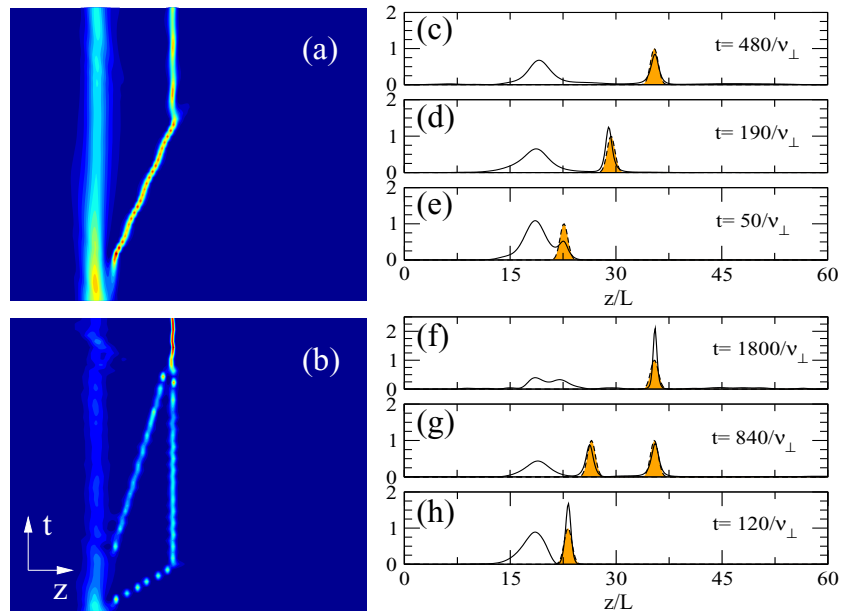 (a)
(b)
t
z
(c)
t= 480/ν⊥
2
1
0
(d)
t= 190/ν⊥
2
1
0
(e)
t= 50/ν⊥
2
1
0
0 15 30 45 60
z/L
(f)
t= 1800/ν⊥
2
1
0
(g)
t= 840/ν⊥
2
1
0
(h)
t= 120/ν⊥
2
1
0
0 15 30 45 60
z/L